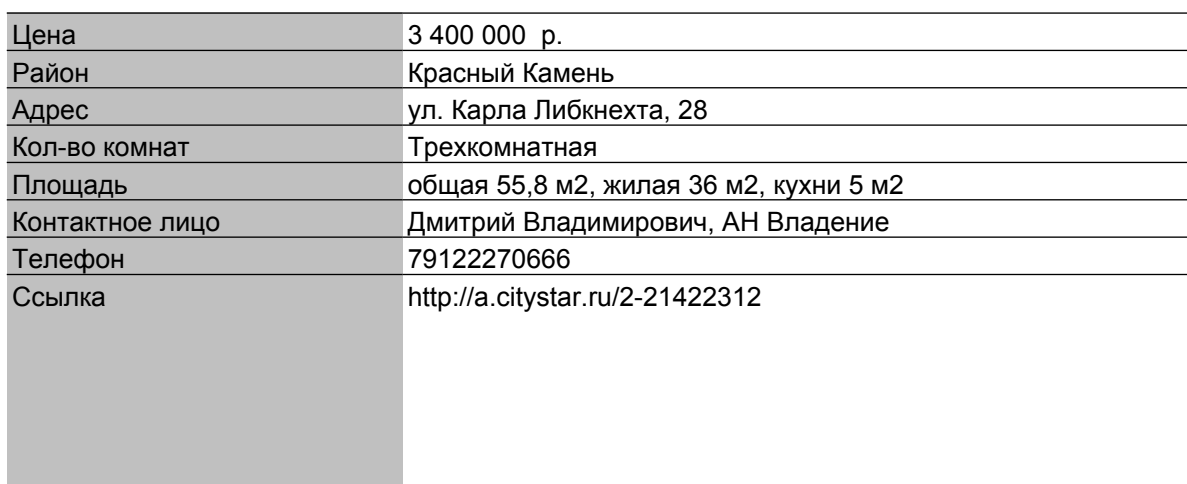 Цена 3 400 000 р.
Район Красный Камень
Адрес ул. Карла Либкнехта, 28
Кол-во комнат Трехкомнатная
Площадь общая 55,8 м2, жилая 36 м2, кухни 5 м2
Контактное лицо Дмитрий Владимирович, АН Владение
Телефон 79122270666
Ссылка http://a.citystar.ru/2-21422312